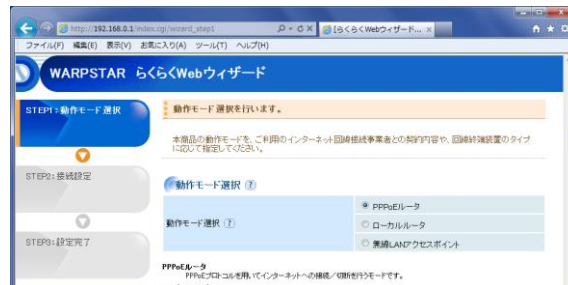 http://192.168.0.1/index.cgi/wizard_step1
らくらくWebウィザード...
ファイル(F) 編集(E) 表示(V) お気に入り(A) ツール(T) ヘルプ(H)
WARPSTAR らくらくWebウィザード
STEP1:動作モード選択
動作モード選択を行います。
本商品の動作モードを、ご利用のインターネット回線接続事業者との契約内容や、回線終端装置のタイプ
に応じて指定してください。
STEP2:接続設定
動作モード選択 ?
動作モード選択 ?
PPPoEルータ
ローカルルータ
無線LANアクセスポイント
STEP3:設定完了
PPPoEルータ
PPPoEプロトコルを用いてインターネットへの接続/切断を行うモードです。